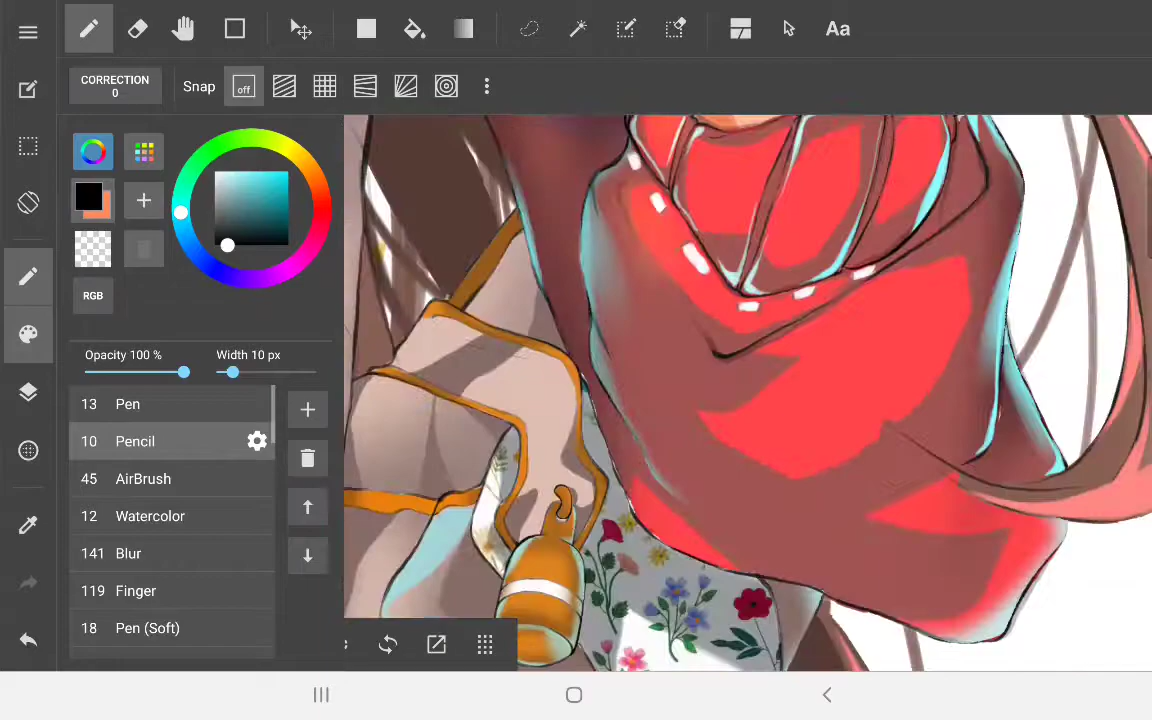 Aa
CORRECTION
0
Snap
off
RGB
Opacity 100 %
Width 10 px
13 Pen
10 Pencil
45 AirBrush
12 Watercolor
141 Blur
119 Finger
18 Pen (Soft)